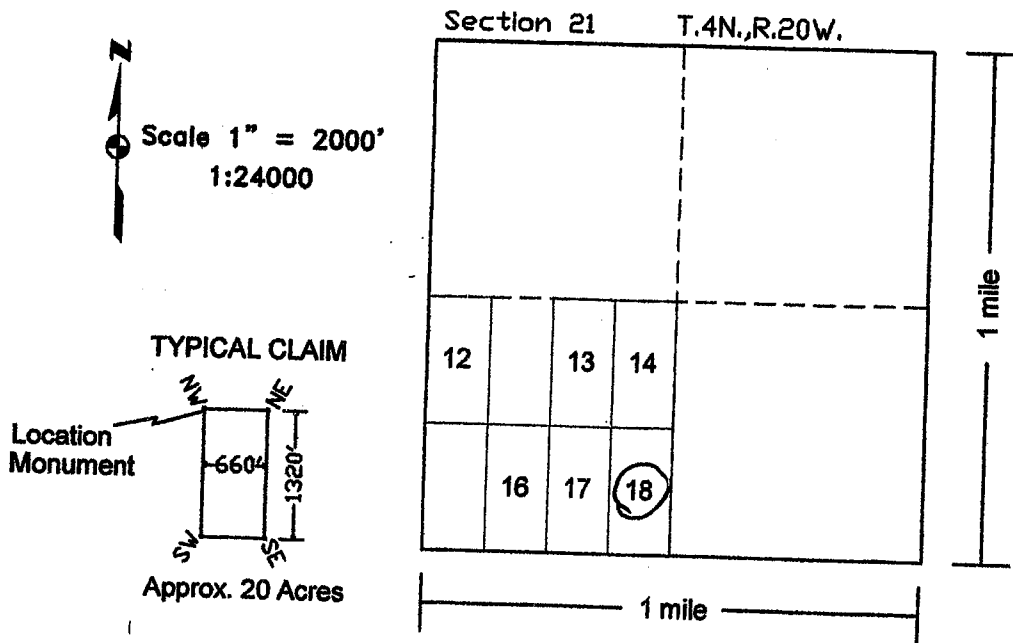 Section 21 T.4N.,R.20W.
N
Scale 1" = 2000'
1:24000
1 mile
12 13 14
16 17 18
TYPICAL CLAIM
NW NE
Location
Monument
660'
1320'
SW SE
Approx. 20 Acres
1 mile